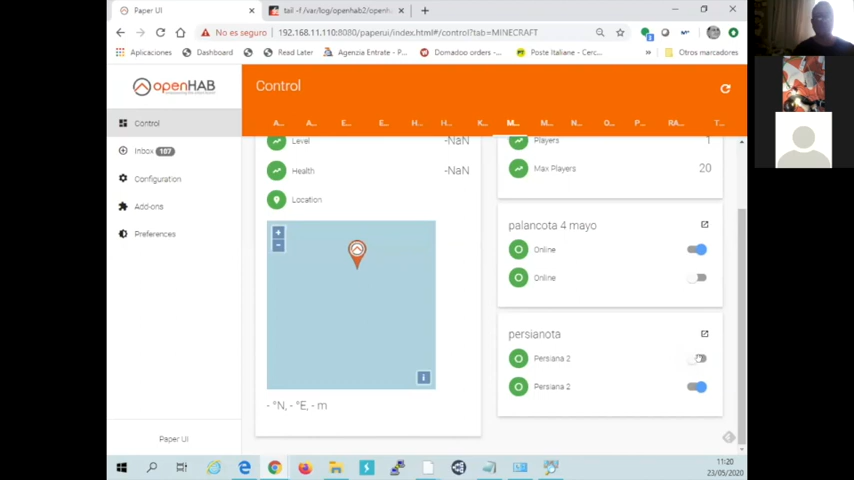 Paper UI
tail -f /var/log/openhab2/openh
No es seguro
192.168.11.110:8080/paperui/index.html#/control?tab=MINECRAFT
Aplicaciones
Dashboard
Read Later
Agenzia Entrate - P...
Domadoo orders -...
Poste Italiane - Cerc...
»
Otros marcadores
openHAB
Control
A... A... E... E... H... H... K... M... M... N... O... P... RA... T...
Control
Inbox 107
Configuration
Add-ons
Preferences
Paper UI
Level -NaN
Health -NaN
Location
+
-
i
- °N, - °E, - m
Players 1
Max Players 20
palancota 4 mayo
Online
Online
persianota
Persiana 2
Persiana 2
11:20
23/05/2020